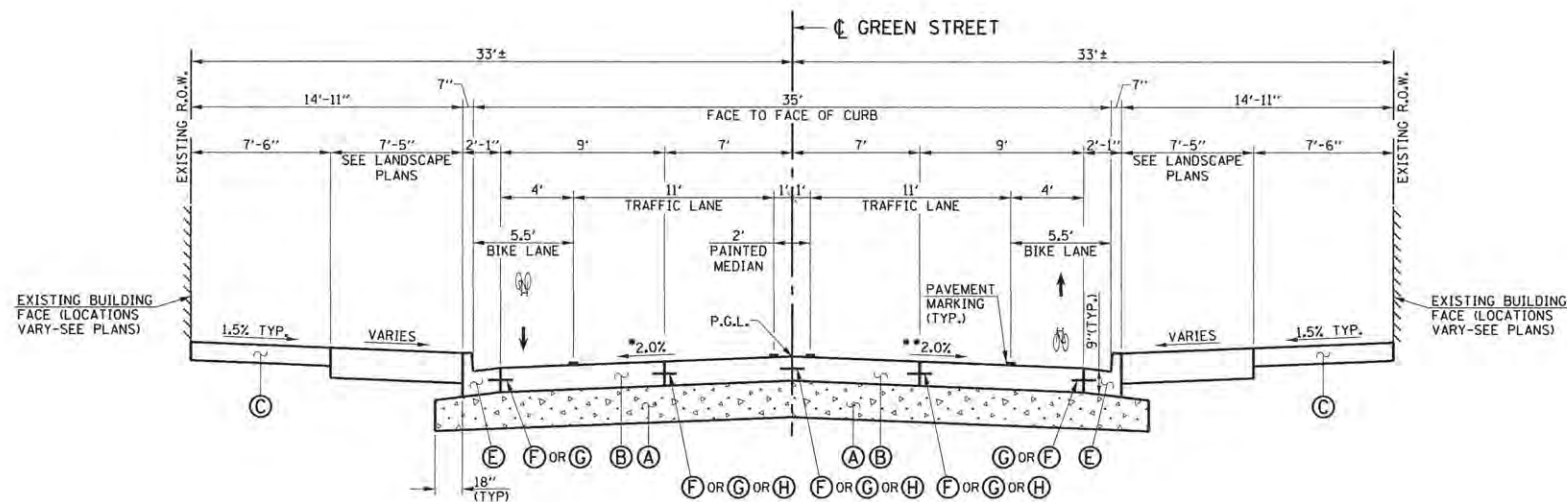 ℄ GREEN STREET
33'±
33'±
EXISTING R.O.W.
EXISTING R.O.W.
14'-11"
7"
35'
7"
14'-11"
FACE TO FACE OF CURB
7'-6"
7'-5"
2'-1"
9'
7'
7'
9'
2'-1"
7'-5"
7'-6"
SEE LANDSCAPE
PLANS
SEE LANDSCAPE
PLANS
4'
11'
1'
1'
11'
4'
TRAFFIC LANE
TRAFFIC LANE
5.5'
BIKE LANE
2'
PAINTED
MEDIAN
5.5'
BIKE LANE
PAVEMENT
MARKING
(TYP.)
9"(TYP.)
EXISTING BUILDING
FACE (LOCATIONS
VARY-SEE PLANS)
EXISTING BUILDING
FACE (LOCATIONS
VARY-SEE PLANS)
P.G.L.
1.5% TYP.
VARIES
*2.0%
**2.0%
VARIES
1.5% TYP.
C
C
E
F OR G
B A
A B
G OR F
E
F OR G OR H
F OR G OR H
F OR G OR H
18"
(TYP)